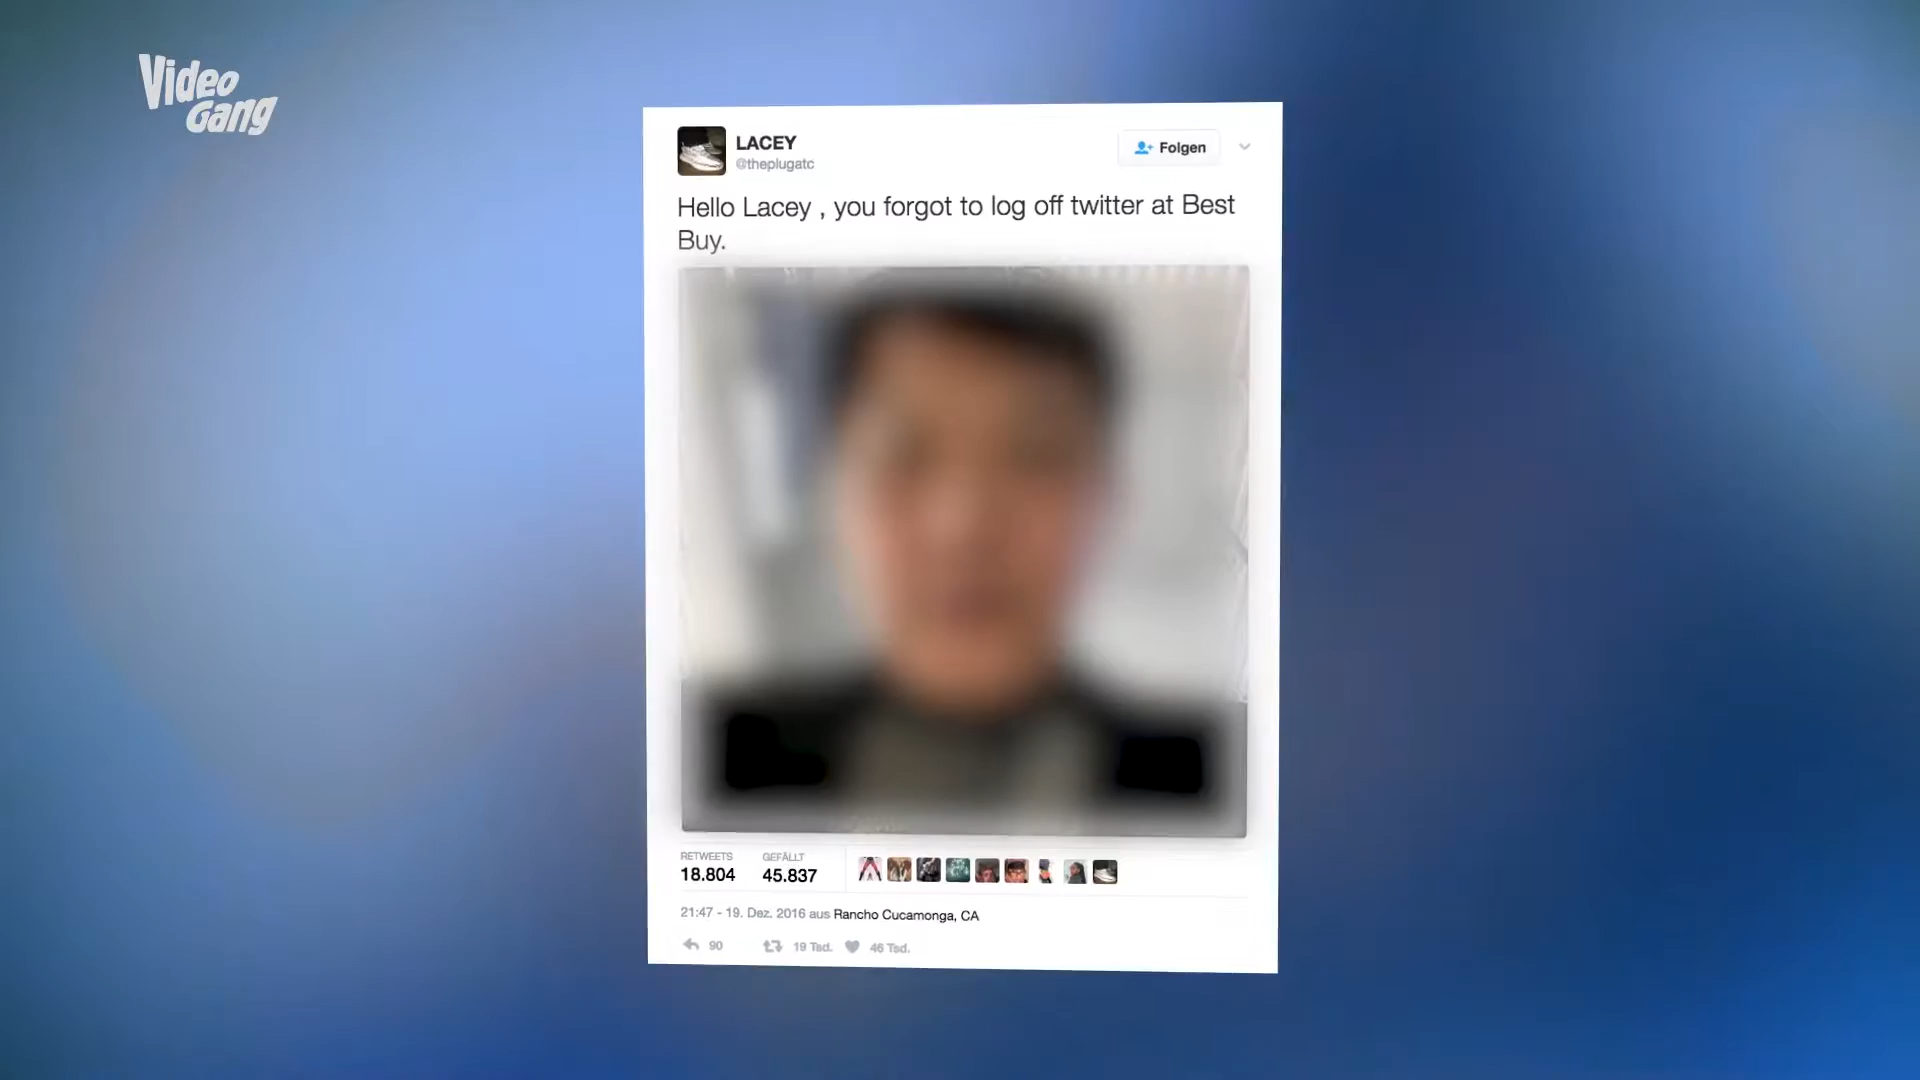 Video
Gang
LACEY
@theplugatc
Folgen
Hello Lacey , you forgot to log off twitter at Best
Buy.
RETWEETS
18.804
GEFÄLLT
45.837
21:47 - 19. Dez. 2016 aus Rancho Cucamonga, CA
90 19 Tsd. 46 Tsd.